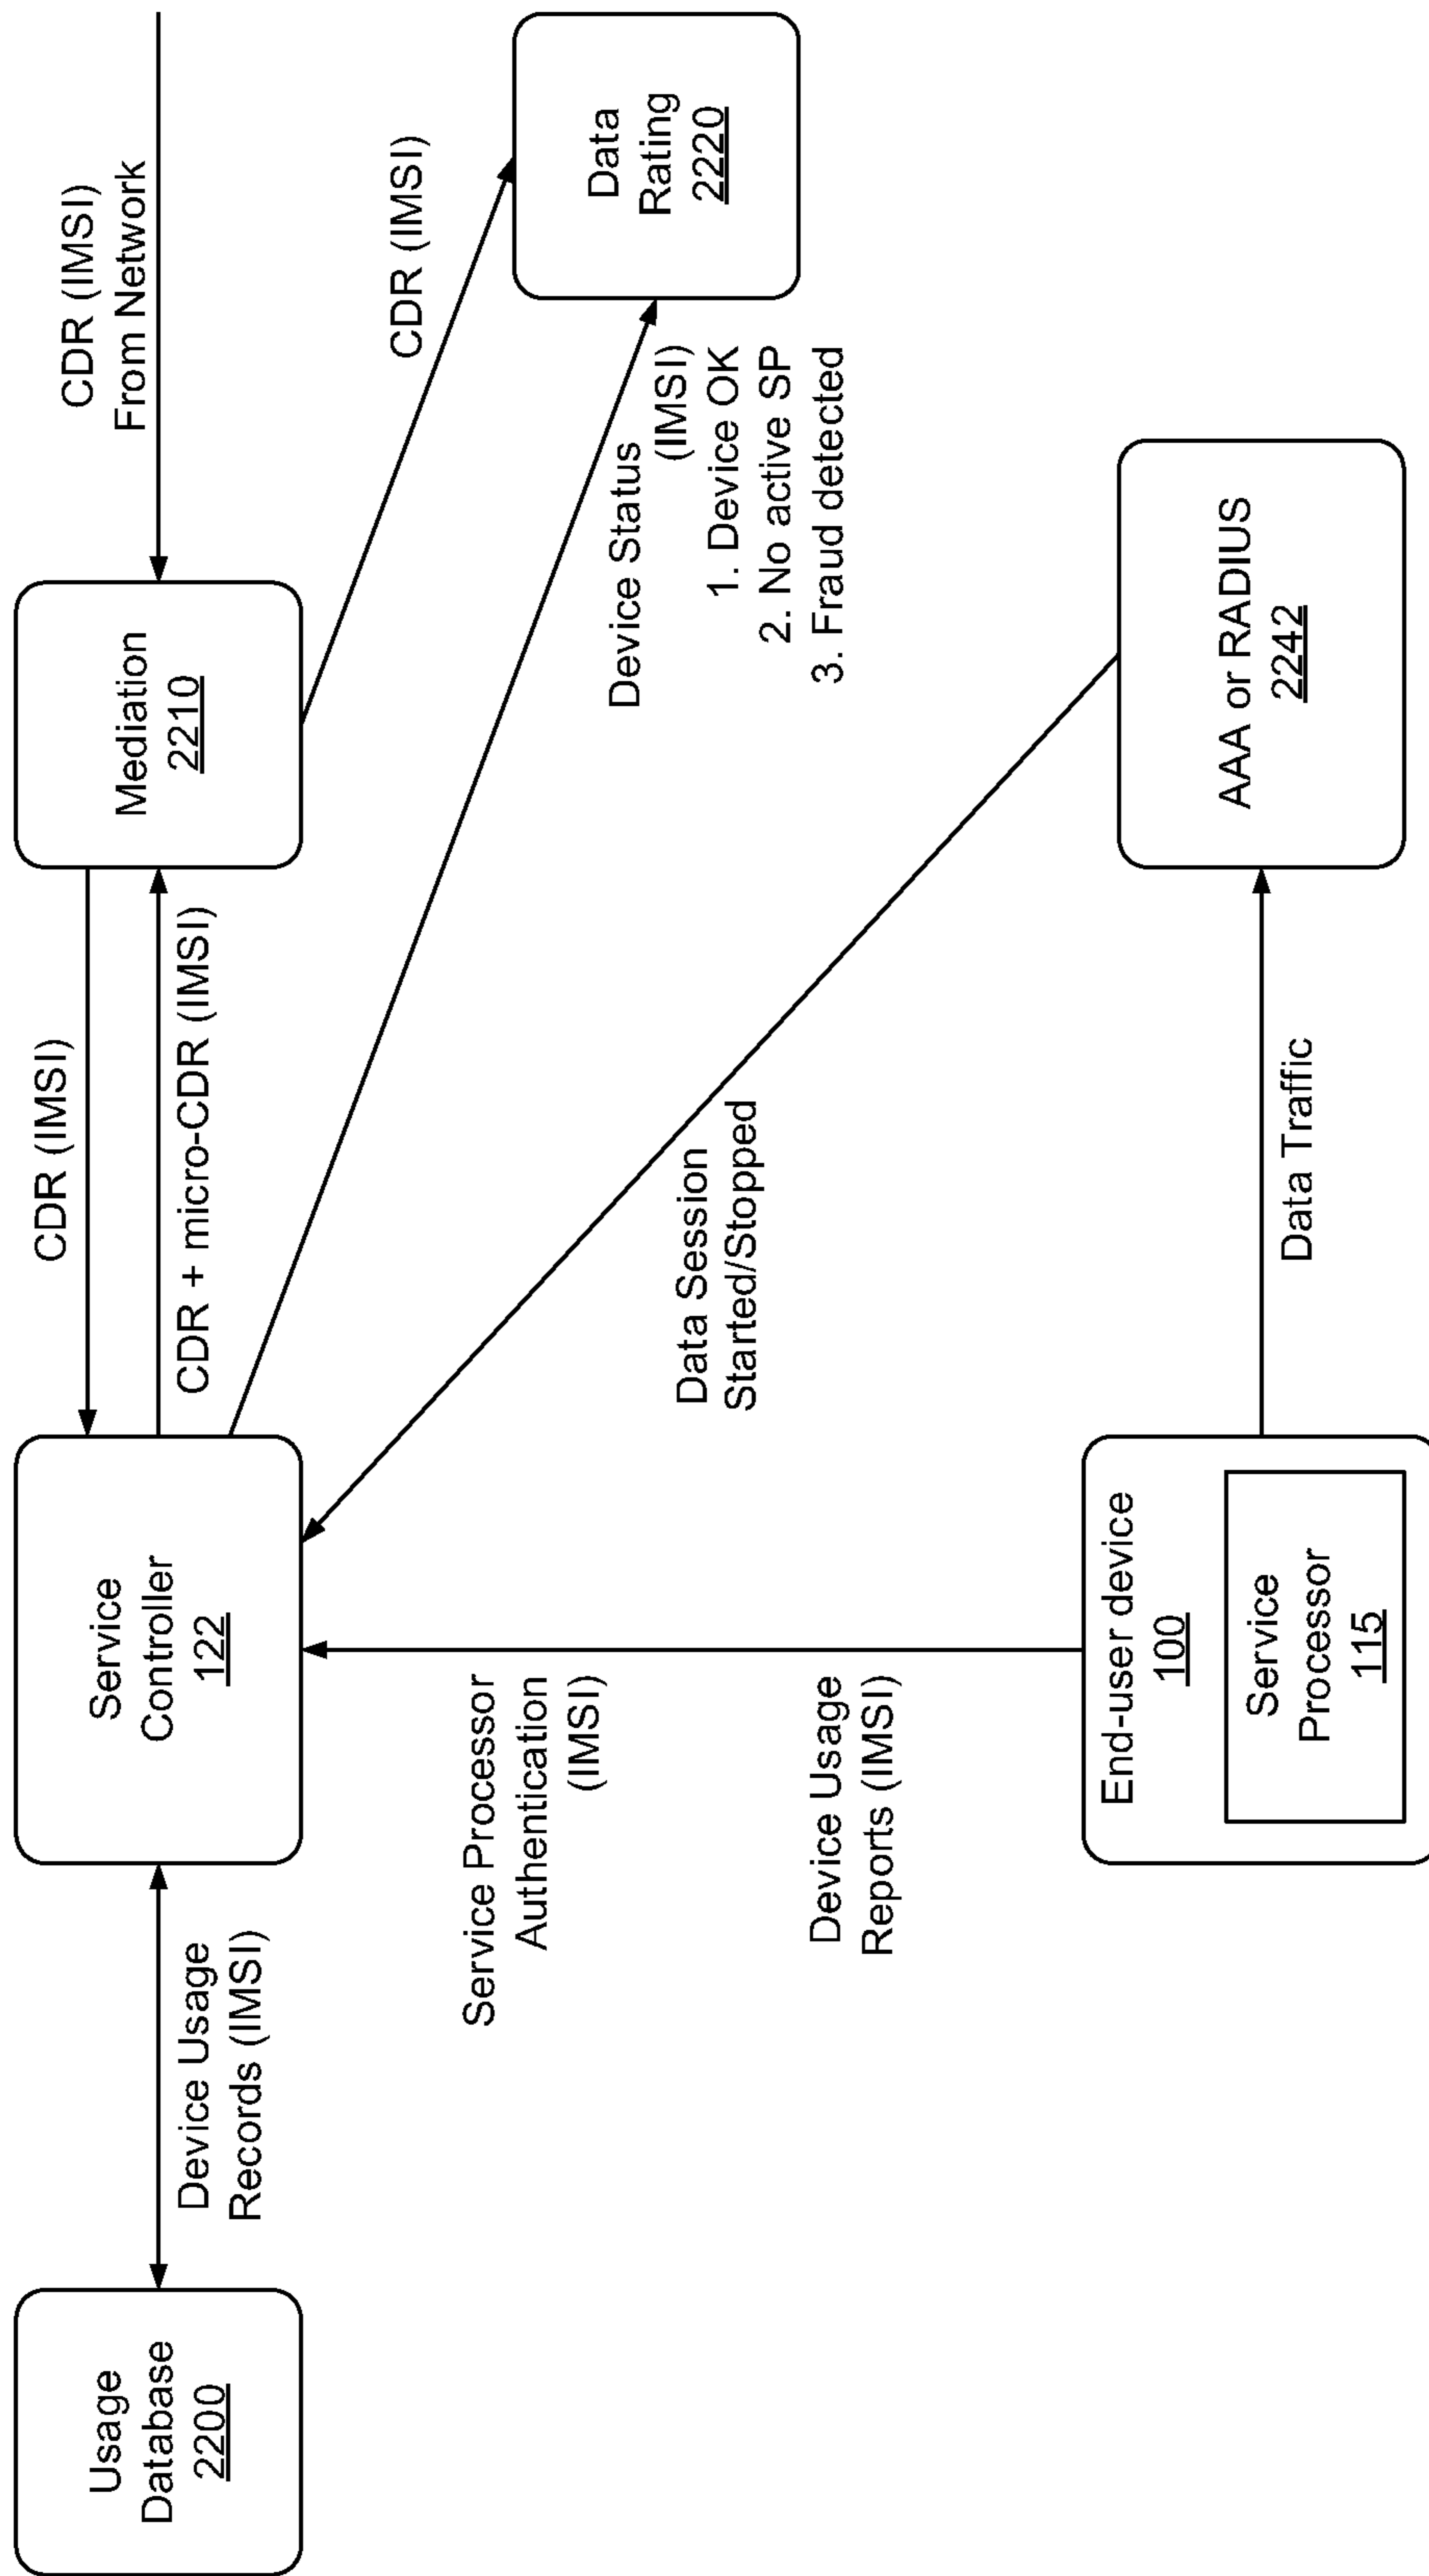 Usage
Database
2200
Device Usage
Records (IMSI)
Service
Controller
122
CDR (IMSI)
CDR + micro-CDR (IMSI)
Mediation
2210
CDR (IMSI)
From Network
CDR (IMSI)
Data
Rating
2220
Device Status
(IMSI)
1. Device OK
2. No active SP
3. Fraud detected
Service Processor
Authentication
(IMSI)
Device Usage
Reports (IMSI)
Data Session
Started/Stopped
End-user device
100
Service
Processor
115
Data Traffic
AAA or RADIUS
2242